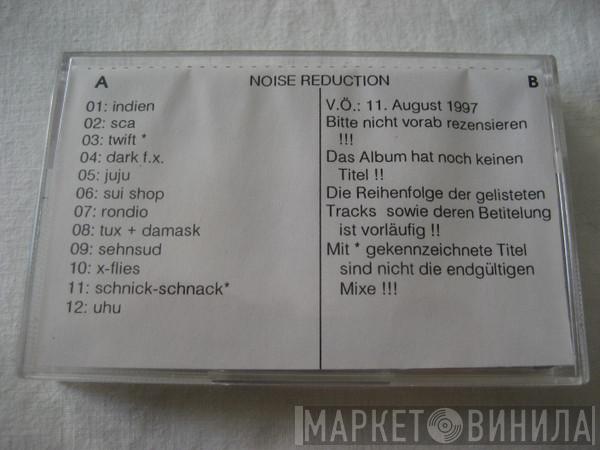 A
NOISE REDUCTION
B
01: indien
02: sca
03: twift *
04: dark f.x.
05: juju
06: sui shop
07: rondio
08: tux + damask
09: sehnsud
10: x-flies
11: schnick-schnack*
12: uhu
V.Ö.: 11. August 1997
Bitte nicht vorab rezensieren
!!!
Das Album hat noch keinen
Titel !!
Die Reihenfolge der gelisteten
Tracks sowie deren Betitelung
ist vorläufig !!
Mit * gekennzeichnete Titel
sind nicht die endgültigen
Mixe !!!
МАРКЕТ ВИНИЛА